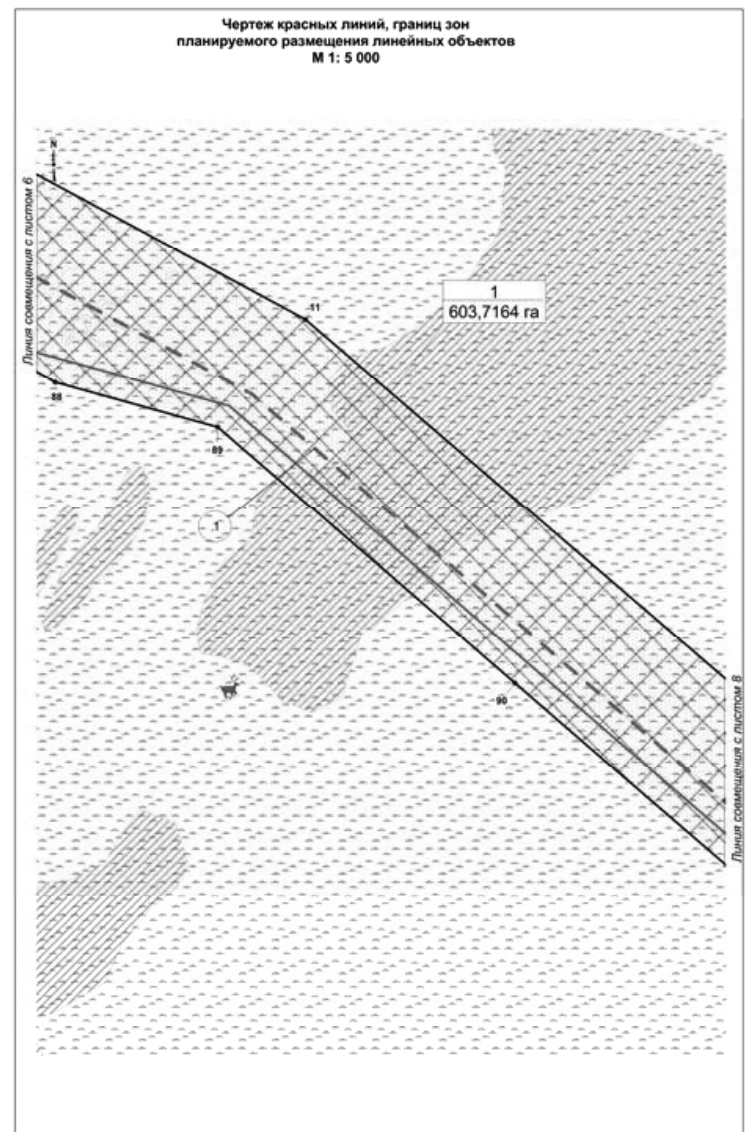 Чертеж красных линий, границ зон
планируемого размещения линейных объектов
М 1: 5 000
N
Линия совмещения с листом 6
11
1
603,7164 га
88
89
1
90
Линия совмещения с листом 8